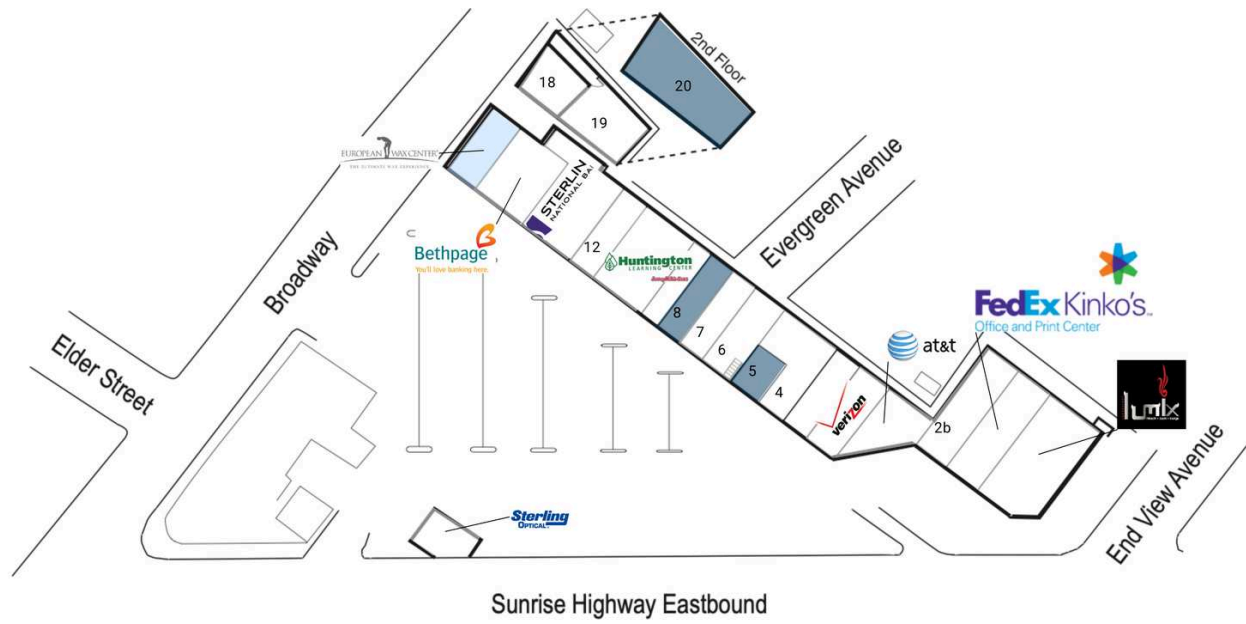 2nd Floor
18
20
19
EUROPEAN WAX CENTER
STERLIN
NATIONAL BAI
Evergreen Avenue
Broadway
Bethpage
You'll love banking here.
12
Huntington
LEARNING CENTER
8
7
6
5
4
verizon
at&t
FedEx Kinko's
Office and Print Center
2b
lumix
Elder Street
Sterling
OPTICAL
End View Avenue
Sunrise Highway Eastbound